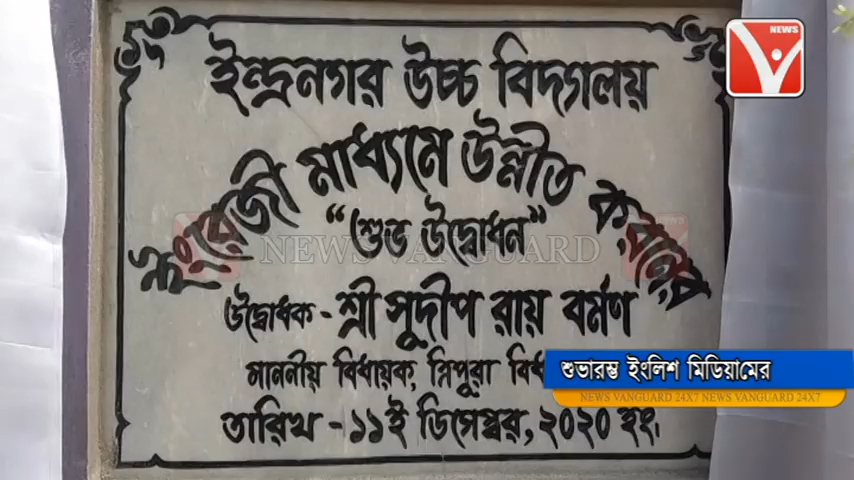 NEWS
ইন্দ্রনগর উচ্চ বিদ্যালয়
ইংরেজী মাধ্যমে উন্নীত করনের
"শুভ উদ্বোধন"
NEWS VANGUARD
উদ্বোধক - শ্রী সুদীপ রায় বর্মণ
মাননীয় বিধায়ক, ত্রিপুরা বিধা
তারিখ - ১১ই ডিসেম্বর, ২০২০ ইং
শুভারম্ভ ইংলিশ মিডিয়ামের
NEWS VANGUARD 24X7 NEWS VANGUARD 24X7